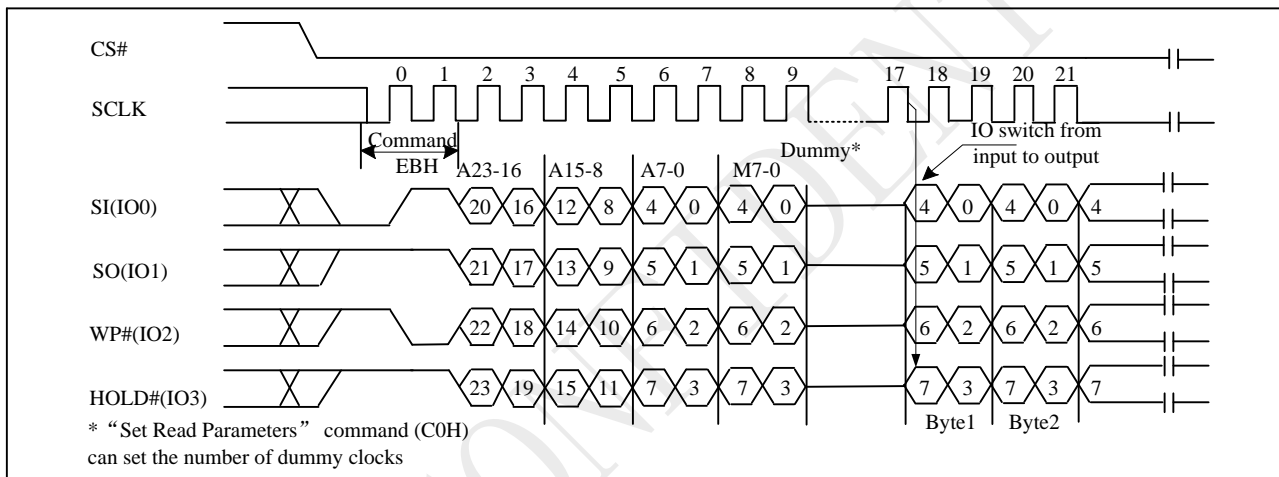 CS#
0 1 2 3 4 5 6 7 8 9 17 18 19 20 21
SCLK
Command
EBH
IO switch from
input to output
Dummy*
A23-16 A15-8 A7-0 M7-0
SI(IO0) 20 16 12 8 4 0 4 0 4 0 4 0 4
SO(IO1) 21 17 13 9 5 1 5 1 5 1 5 1 5
WP#(IO2) 22 18 14 10 6 2 6 2 6 2 6 2 6
HOLD#(IO3) 23 19 15 11 7 3 7 3 7 3 7 3 7
Byte1 Byte2
* “Set Read Parameters” command (C0H)
can set the number of dummy clocks
ONFIDENT